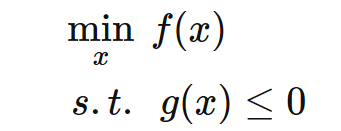 min f(x)
x
s.t. g(x) ≤ 0